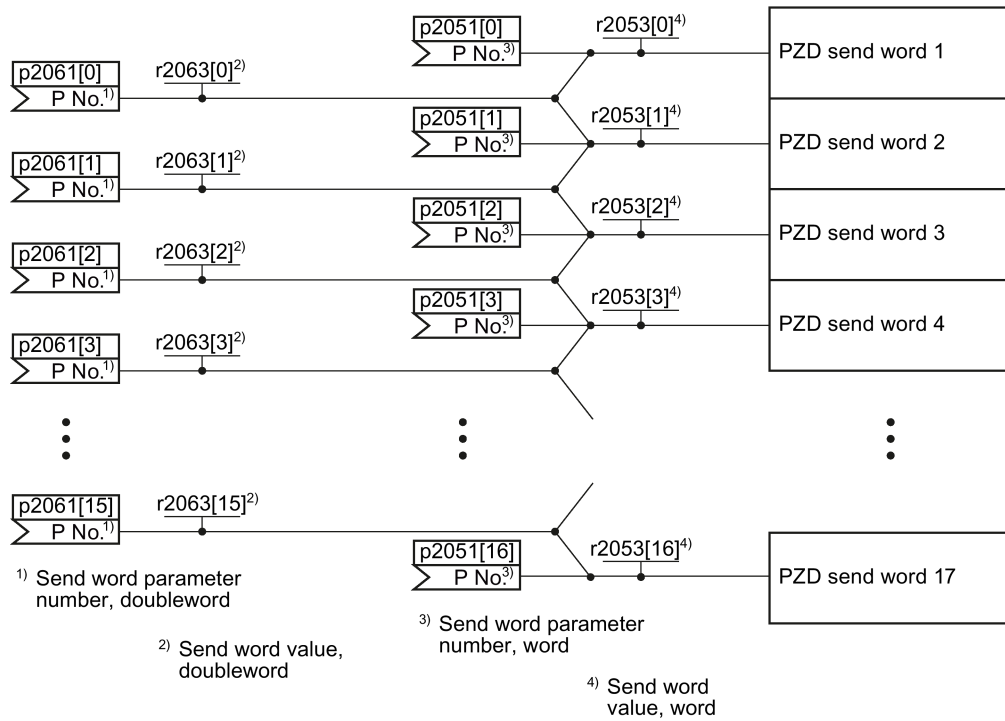 p2051[0]
r2053[0]4)
P No.3)
PZD send word 1
p2061[0]
r2063[0]2)
P No.1)
p2051[1]
r2053[1]4)
P No.3)
PZD send word 2
p2061[1]
r2063[1]2)
P No.1)
p2051[2]
r2053[2]4)
P No.3)
PZD send word 3
p2061[2]
r2063[2]2)
P No.1)
p2051[3]
r2053[3]4)
P No.3)
PZD send word 4
p2061[3]
r2063[3]2)
P No.1)
p2061[15]
r2063[15]2)
P No.1)
p2051[16]
r2053[16]4)
P No.3)
PZD send word 17
1) Send word parameter
number, doubleword
2) Send word value,
doubleword
3) Send word parameter
number, word
4) Send word
value, word